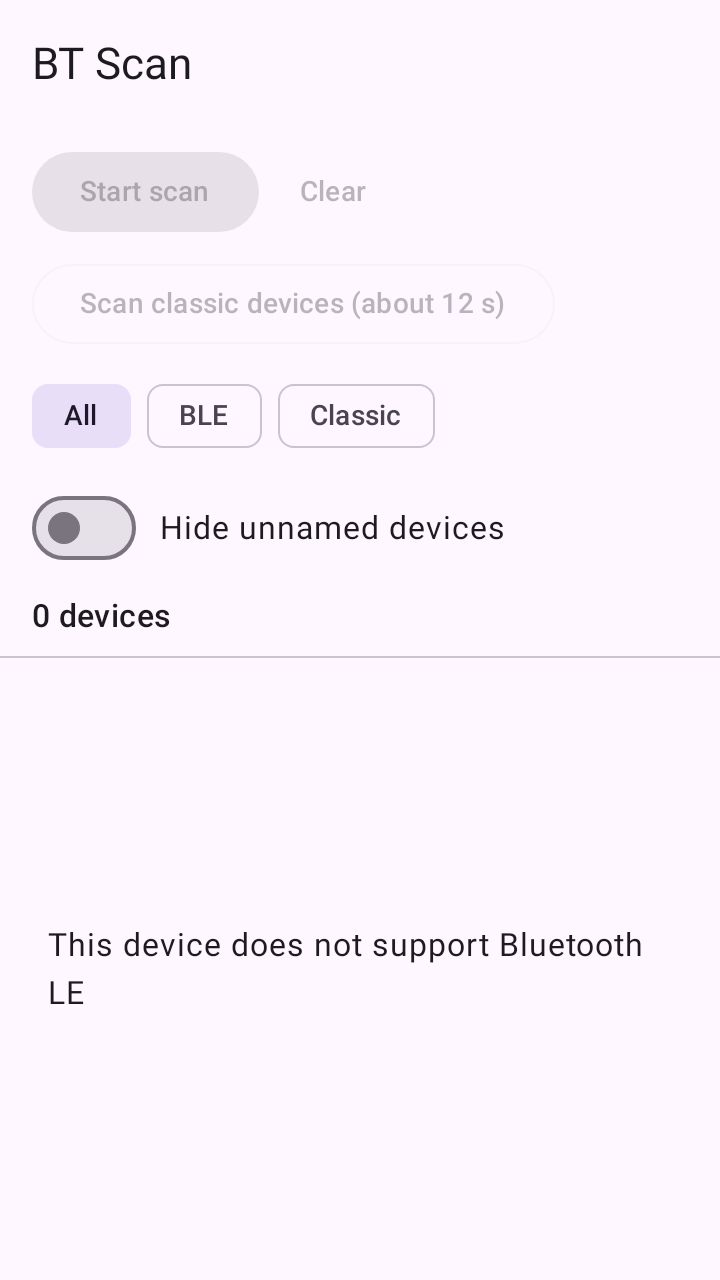 BT Scan
Start scan
Clear
Scan classic devices (about 12 s)
All
BLE
Classic
Hide unnamed devices
0 devices
This device does not support Bluetooth
LE